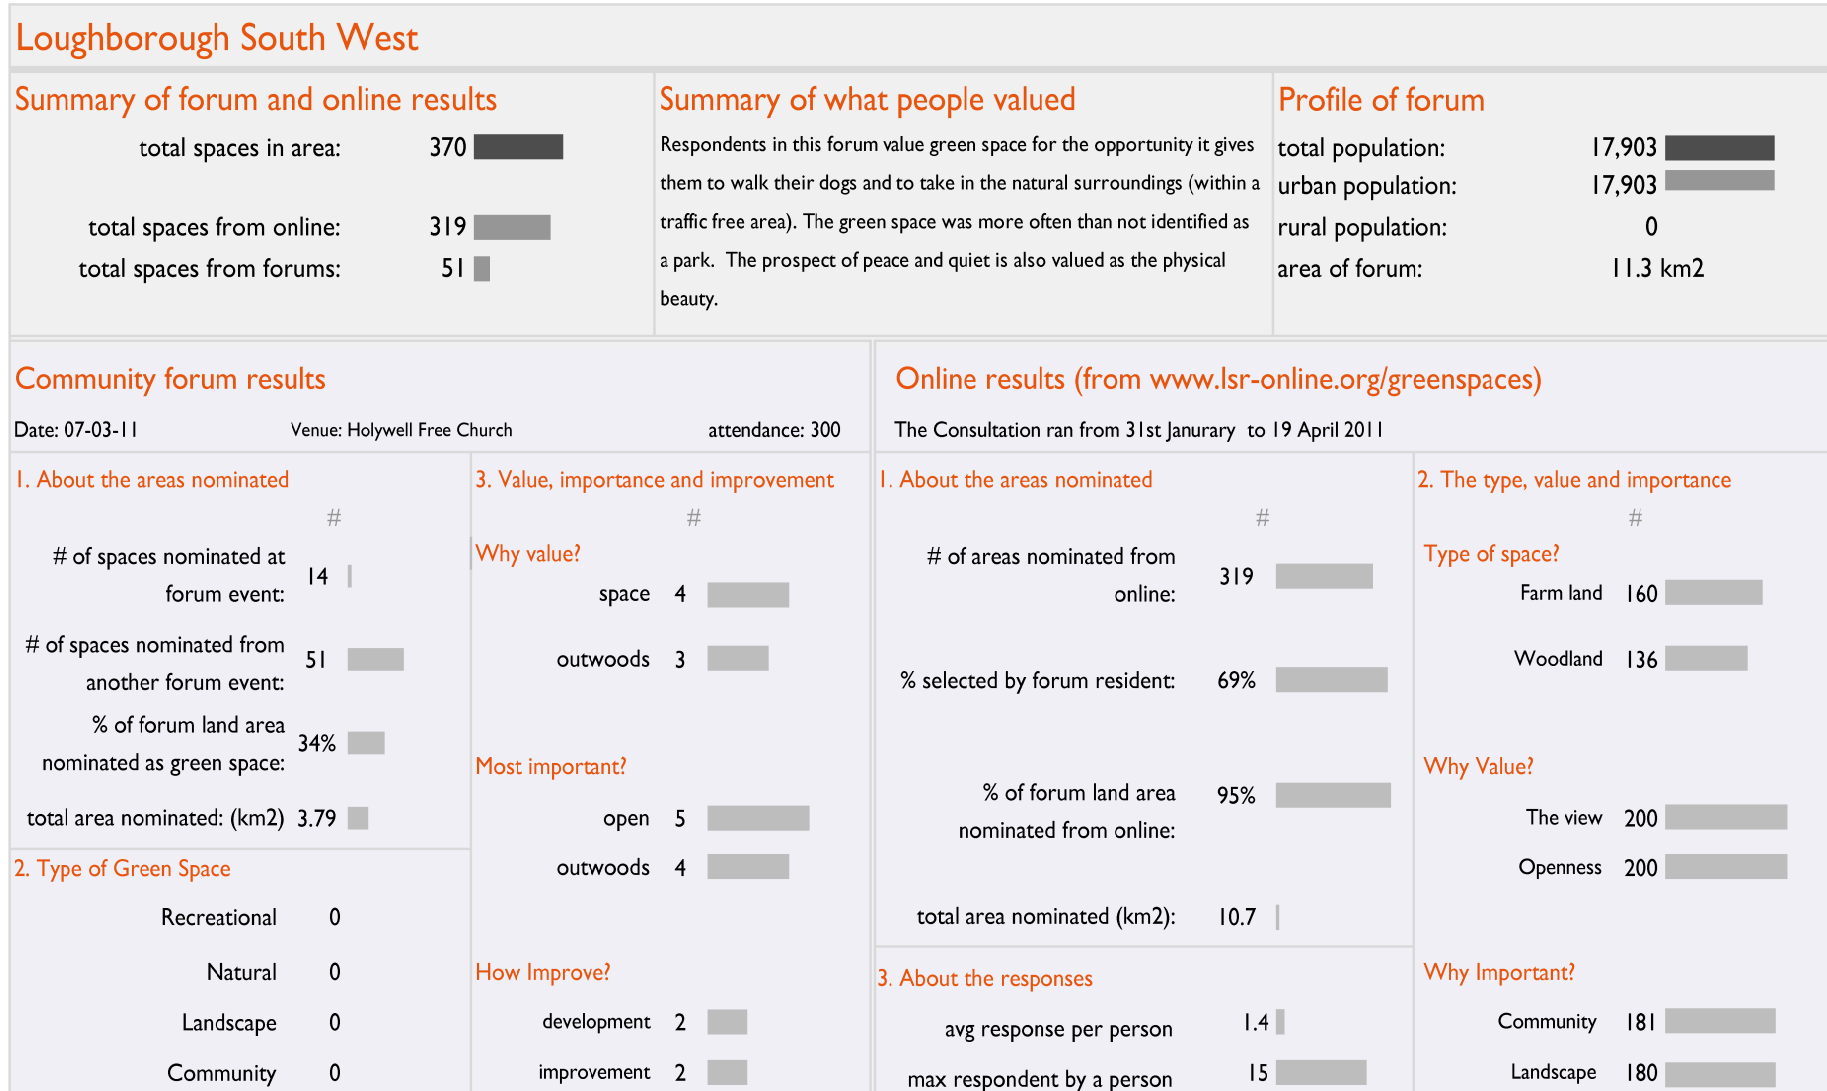 Loughborough South West
Summary of forum and online results
total spaces in area: 370
total spaces from online: 319
total spaces from forums: 51
Summary of what people valued
Respondents in this forum value green space for the opportunity it gives
them to walk their dogs and to take in the natural surroundings (within a
traffic free area). The green space was more often than not identified as
a park.  The prospect of peace and quiet is also valued as the physical
beauty.
Profile of forum
total population: 17,903
urban population: 17,903
rural population: 0
area of forum: 11.3 km2
Community forum results
Date: 07-03-11 Venue: Holywell Free Church attendance: 300
1. About the areas nominated
#
# of spaces nominated at
forum event: 14
# of spaces nominated from
another forum event: 51
% of forum land area
nominated as green space: 34%
total area nominated: (km2) 3.79
2. Type of Green Space
Recreational 0
Natural 0
Landscape 0
Community 0
3. Value, importance and improvement
#
Why value?
space 4
outwoods 3
Most important?
open 5
outwoods 4
How Improve?
development 2
improvement 2
Online results (from www.lsr-online.org/greenspaces)
The Consultation ran from 31st Janurary  to 19 April 2011
1. About the areas nominated
#
# of areas nominated from
online: 319
% selected by forum resident: 69%
% of forum land area
nominated from online: 95%
total area nominated (km2): 10.7
3. About the responses
avg response per person 1.4
max respondent by a person 15
2. The type, value and importance
#
Type of space?
Farm land 160
Woodland 136
Why Value?
The view 200
Openness 200
Why Important?
Community 181
Landscape 180